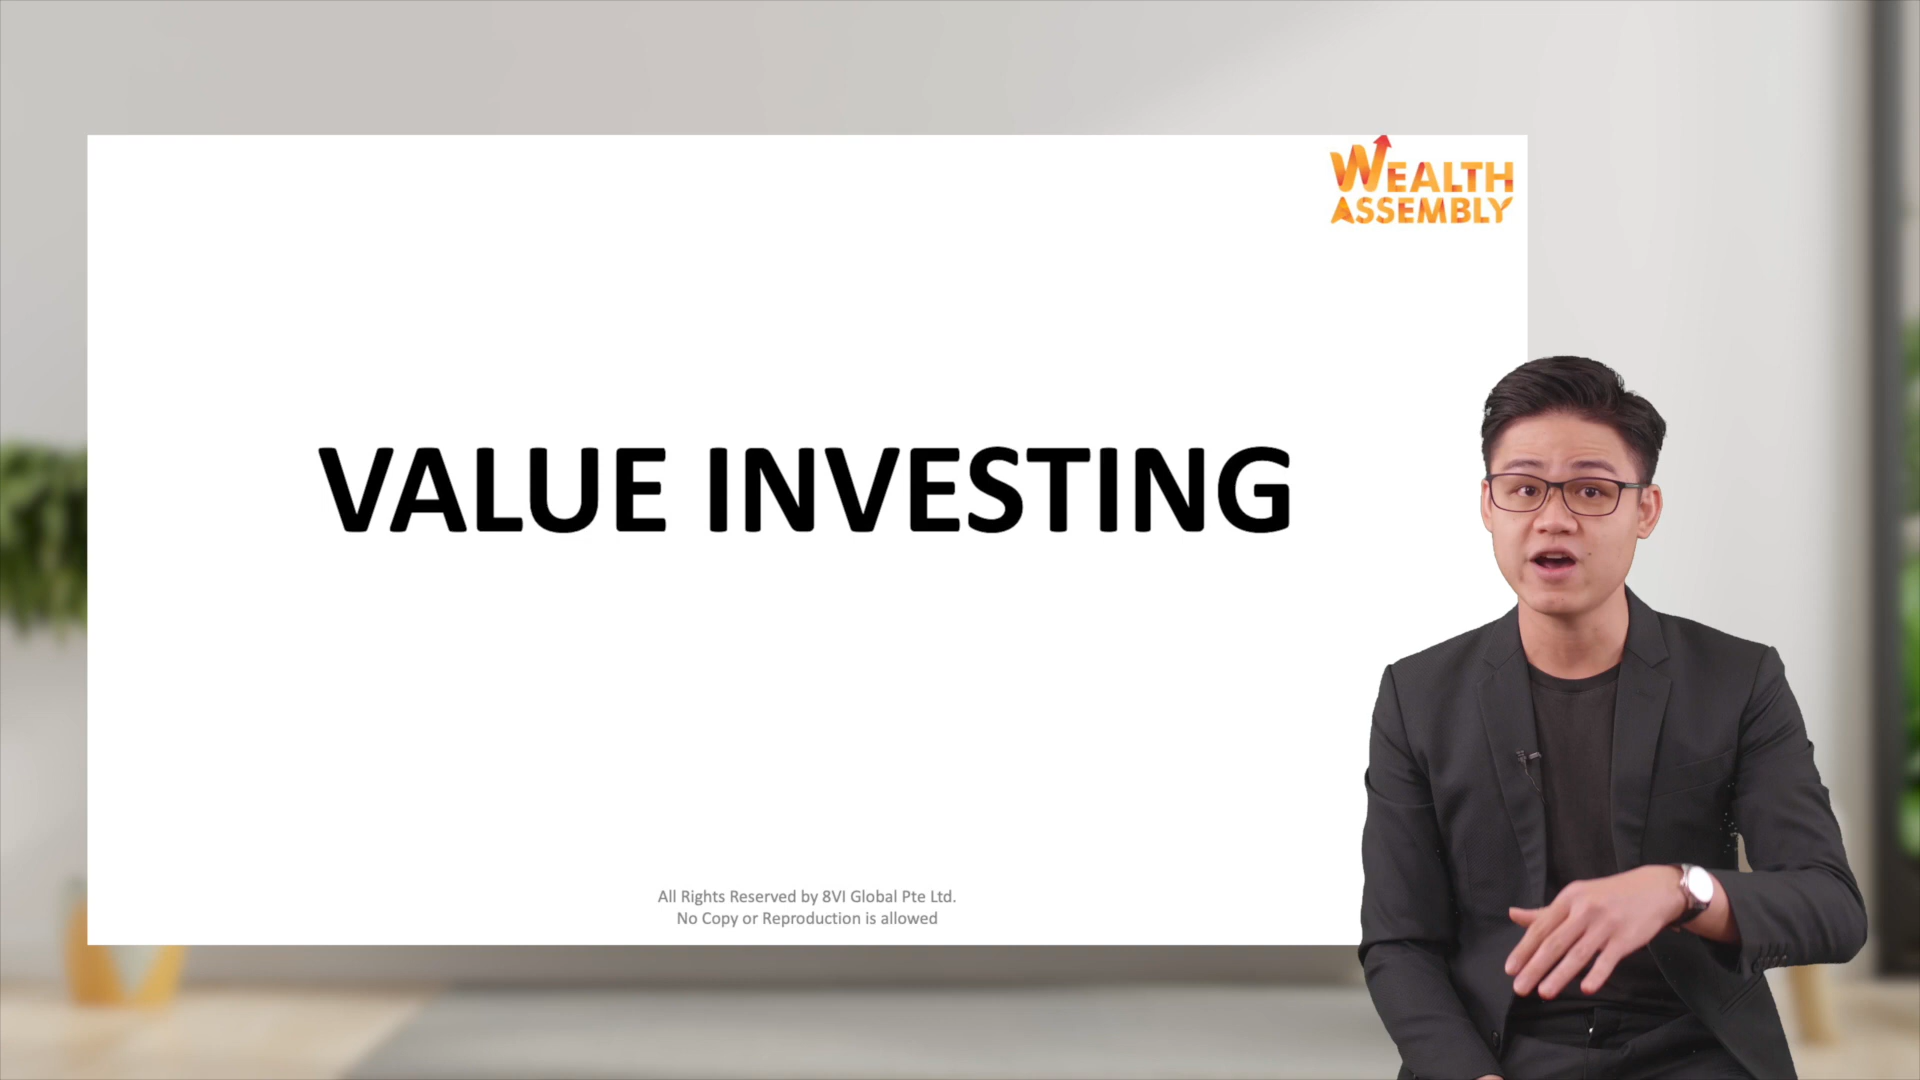 WEALTH
ASSEMBLY
VALUE INVESTING
All Rights Reserved by 8VI Global Pte Ltd.
No Copy or Reproduction is allowed